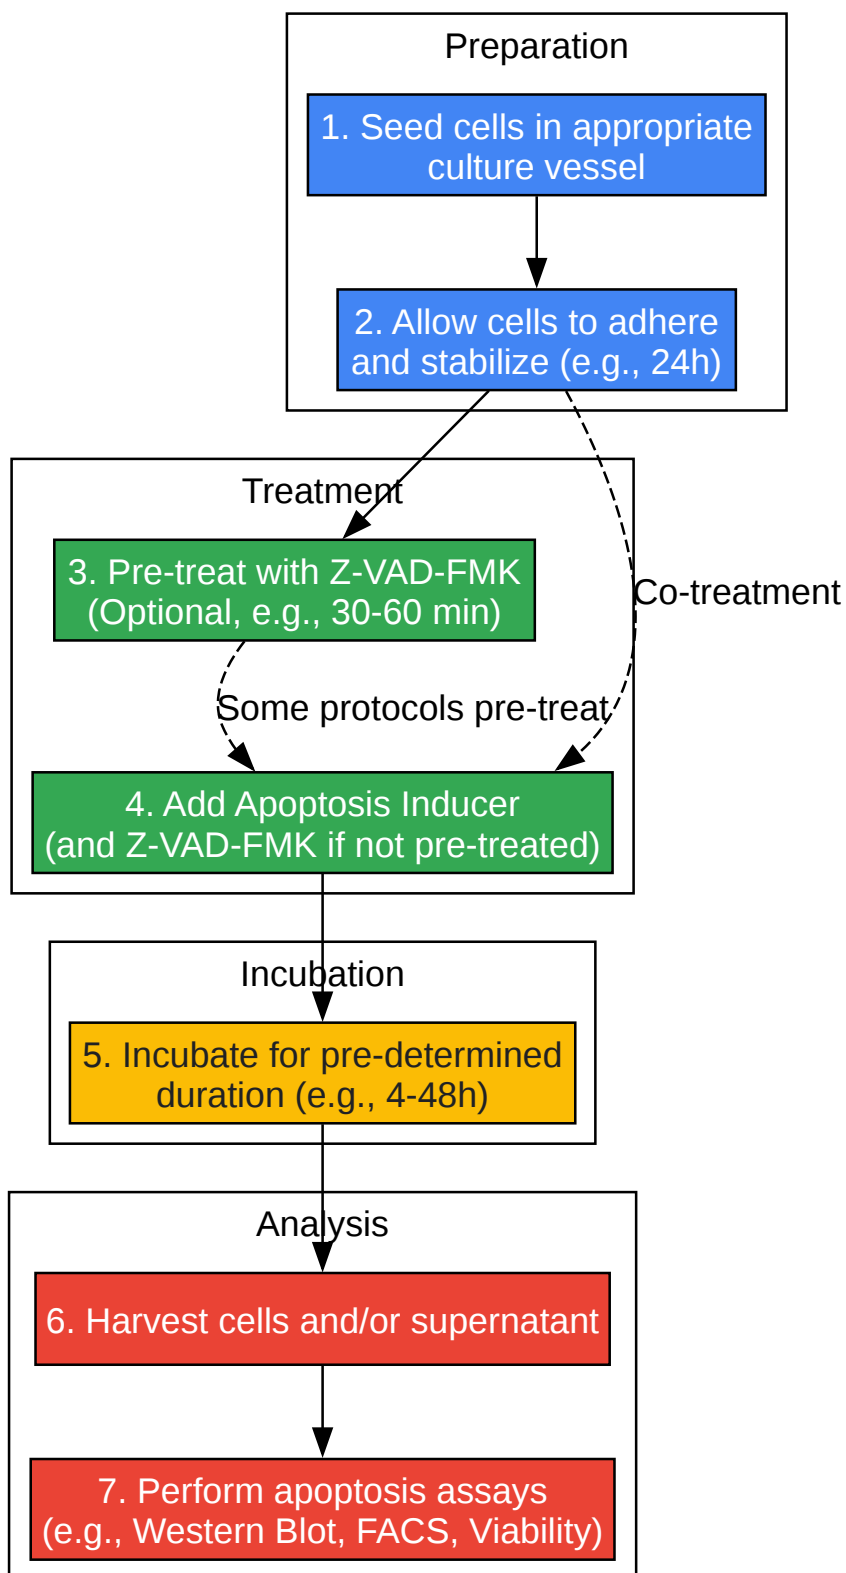 Preparation
1. Seed cells in appropriate
culture vessel
2. Allow cells to adhere
and stabilize (e.g., 24h)
Treatment
3. Pre-treat with Z-VAD-FMK
(Optional, e.g., 30-60 min)
Co-treatment
Some protocols pre-treat
4. Add Apoptosis Inducer
(and Z-VAD-FMK if not pre-treated)
Incubation
5. Incubate for pre-determined
duration (e.g., 4-48h)
Analysis
6. Harvest cells and/or supernatant
7. Perform apoptosis assays
(e.g., Western Blot, FACS, Viability)